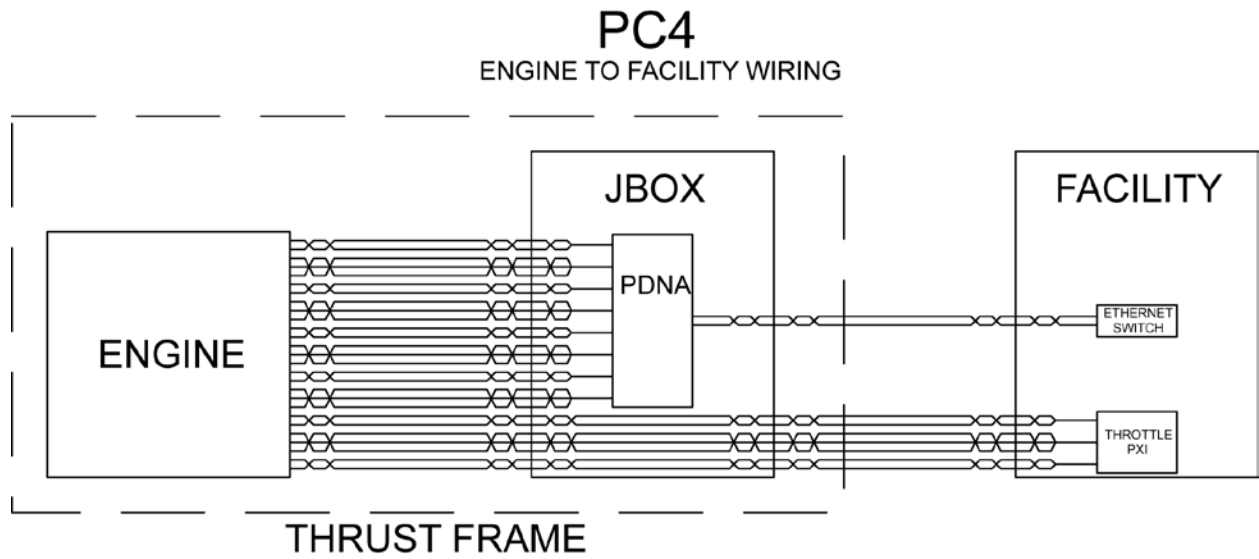 PC4
ENGINE TO FACILITY WIRING
JBOX
FACILITY
PDNA
ENGINE
ETHERNET
SWITCH
THROTTLE
PXI
THRUST FRAME